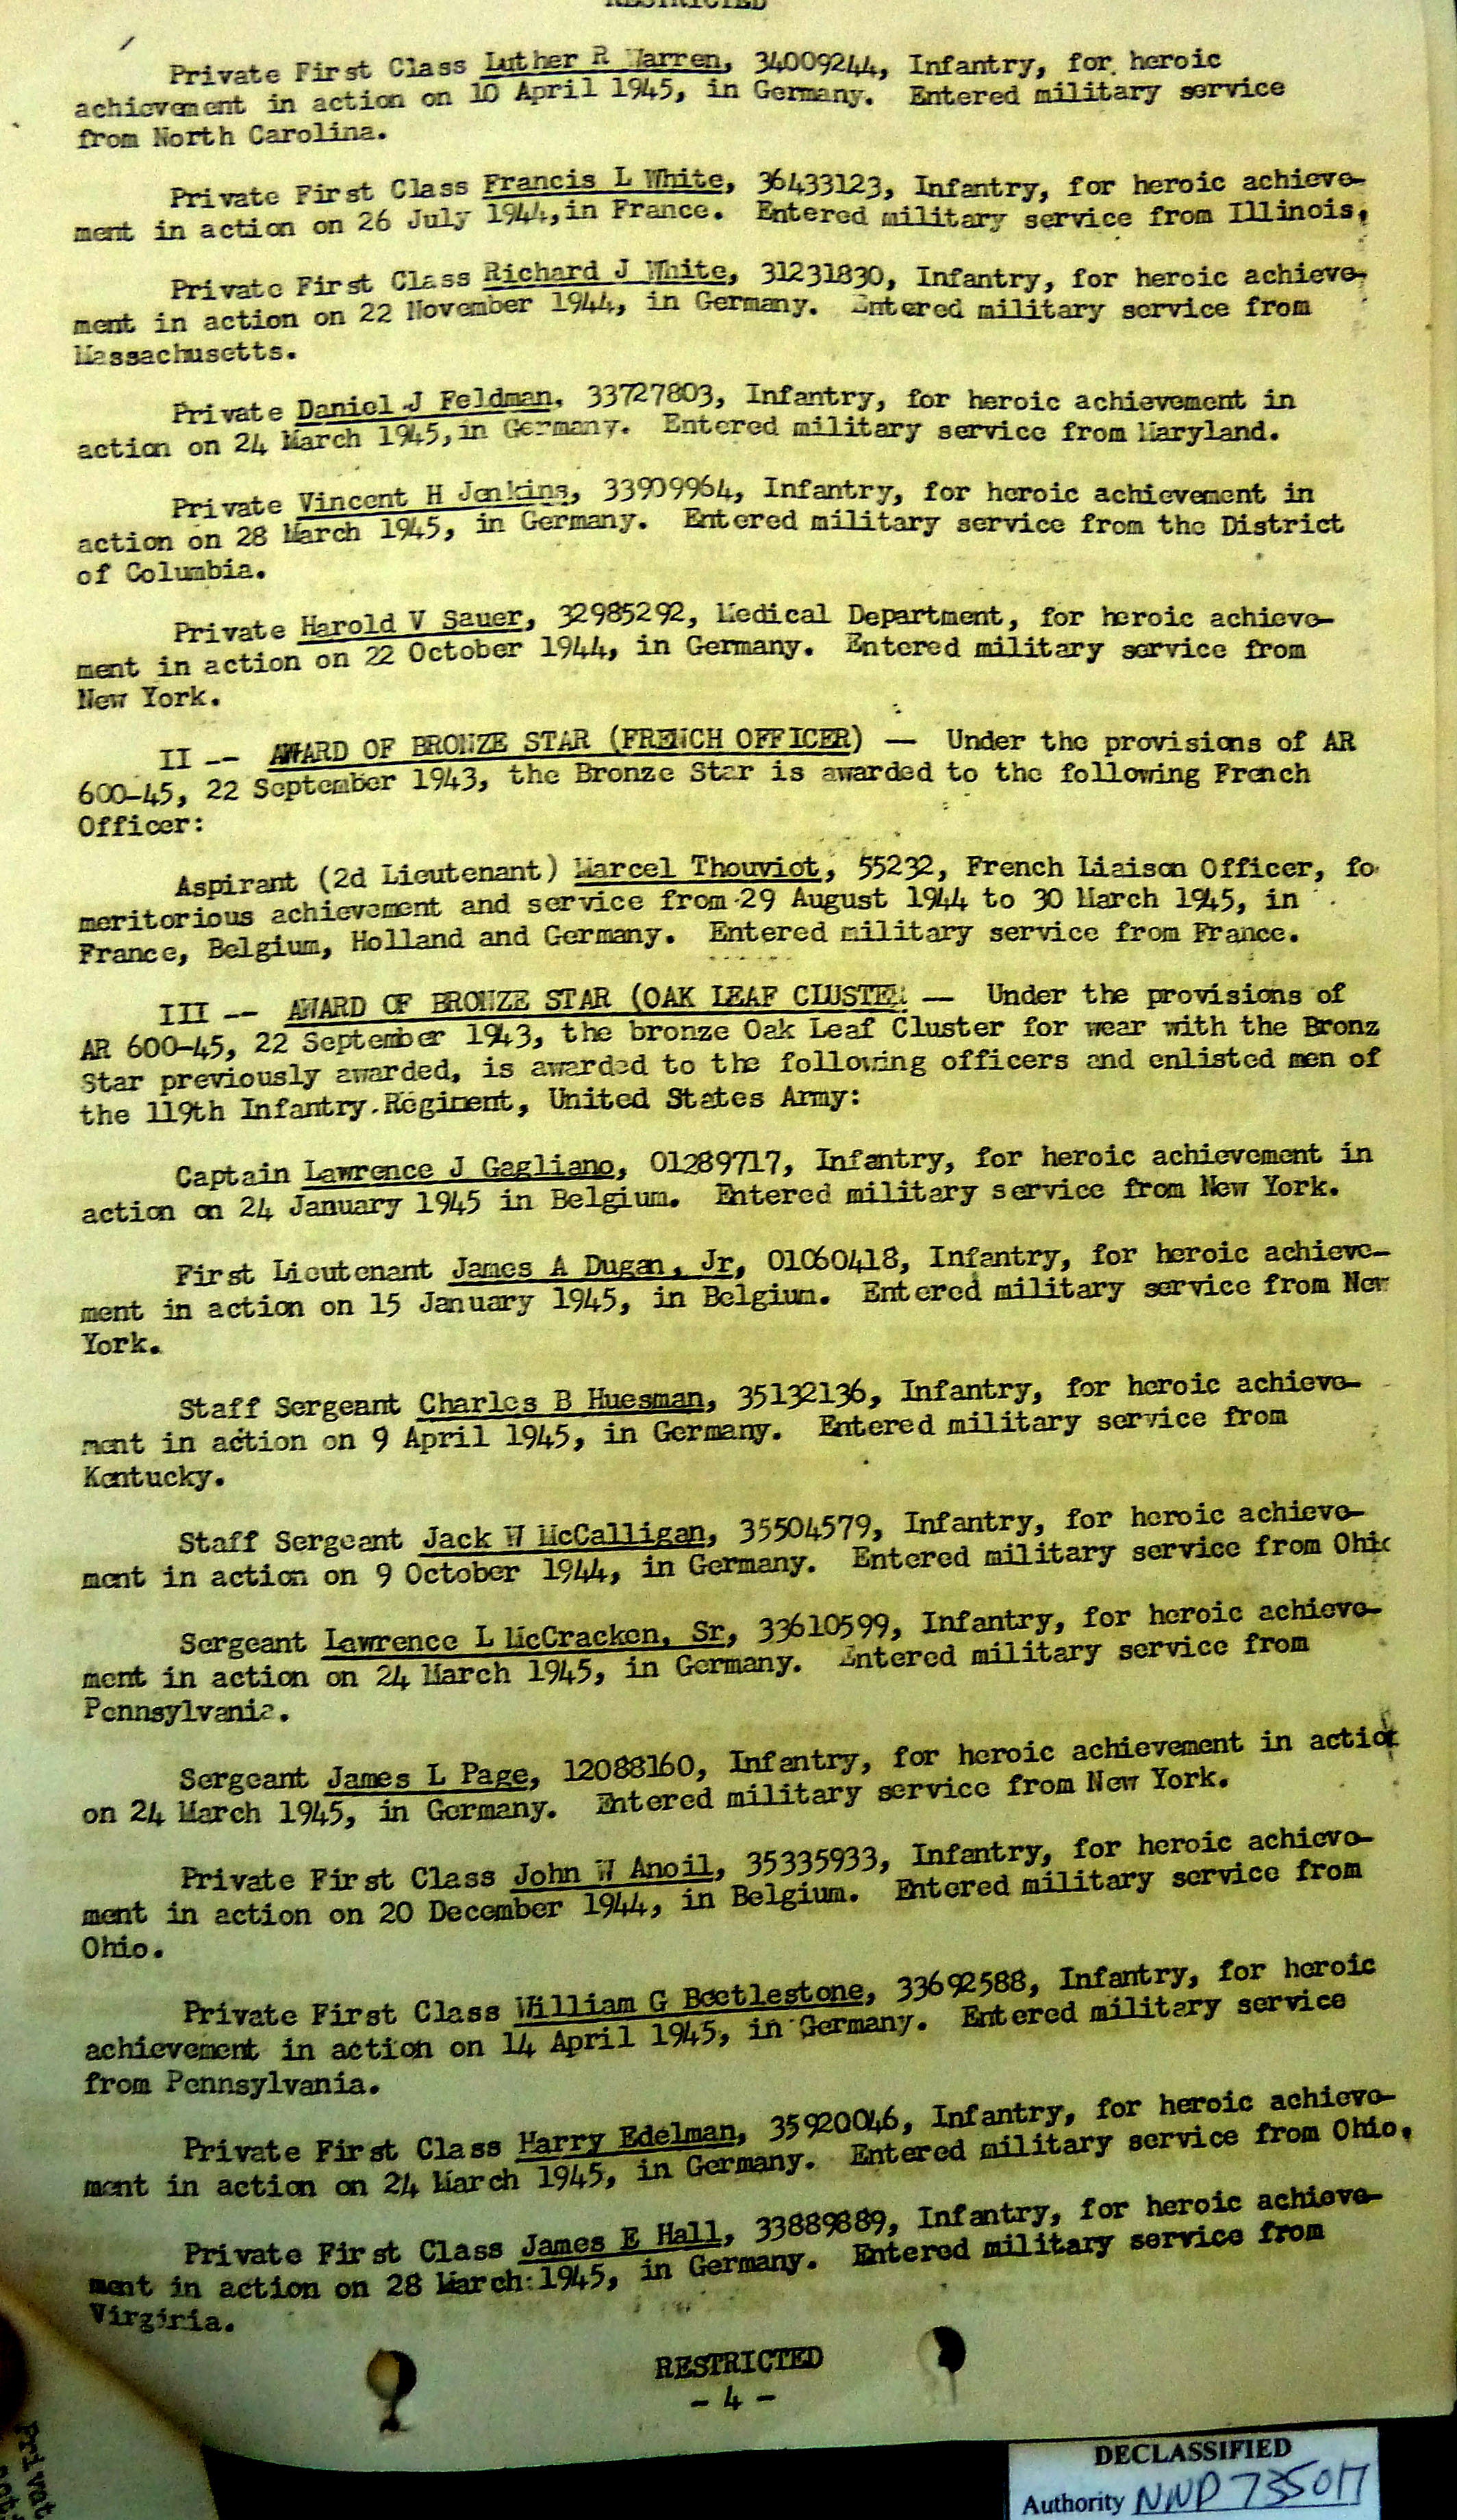 RESTRICTED
Private First Class Luther R Warren, 34009244, Infantry, for heroic
achievement in action on 10 April 1945, in Germany. Entered military service
from North Carolina.
Private First Class Francis L White, 36433123, Infantry, for heroic achieve-
ment in action on 26 July 1944, in France. Entered military service from Illinois.
Private First Class Richard J White, 31231830, Infantry, for heroic achieve-
ment in action on 22 November 1944, in Germany. Entered military service from
Massachusetts.
Private Daniel J Feldman, 33727803, Infantry, for heroic achievement in
action on 24 March 1945, in Germany. Entered military service from Maryland.
Private Vincent H Jenkins, 33909964, Infantry, for heroic achievement in
action on 28 March 1945, in Germany. Entered military service from the District
of Columbia.
Private Harold V Sauer, 32985292, Medical Department, for heroic achieve-
ment in action on 22 October 1944, in Germany. Entered military service from
New York.
II -- AWARD OF BRONZE STAR (FRENCH OFFICER) -- Under the provisions of AR
600-45, 22 September 1943, the Bronze Star is awarded to the following French
Officer:
Aspirant (2d Lieutenant) Marcel Thouviot, 55232, French Liaison Officer, fo
meritorious achievement and service from 29 August 1944 to 30 March 1945, in
France, Belgium, Holland and Germany. Entered military service from France.
III -- AWARD OF BRONZE STAR (OAK LEAF CLUSTER -- Under the provisions of
AR 600-45, 22 September 1943, the bronze Oak Leaf Cluster for wear with the Bronz
Star previously awarded, is awarded to the following officers and enlisted men of
the 119th Infantry Regiment, United States Army:
Captain Lawrence J Gagliano, 01289717, Infantry, for heroic achievement in
action on 24 January 1945 in Belgium. Entered military service from New York.
First Lieutenant James A Dugan, Jr, 01060418, Infantry, for heroic achieve-
ment in action on 15 January 1945, in Belgium. Entered military service from New
York.
Staff Sergeant Charles B Huesman, 35132136, Infantry, for heroic achieve-
ment in action on 9 April 1945, in Germany. Entered military service from
Kentucky.
Staff Sergeant Jack W McCalligan, 35504579, Infantry, for heroic achieve-
ment in action on 9 October 1944, in Germany. Entered military service from Ohio
Sergeant Lawrence L McCracken, Sr, 33610599, Infantry, for heroic achieve-
ment in action on 24 March 1945, in Germany. Entered military service from
Pennsylvania.
Sergeant James L Page, 12088160, Infantry, for heroic achievement in action
on 24 March 1945, in Germany. Entered military service from New York.
Private First Class John W Anoil, 35335933, Infantry, for heroic achieve-
ment in action on 20 December 1944, in Belgium. Entered military service from
Ohio.
Private First Class William G Beetlestone, 33692588, Infantry, for heroic
achievement in action on 14 April 1945, in Germany. Entered military service
from Pennsylvania.
Private First Class Harry Edelman, 35920046, Infantry, for heroic achieve-
ment in action on 24 March 1945, in Germany. Entered military service from Ohio.
Private First Class James E Hall, 33889889, Infantry, for heroic achieve-
ment in action on 28 March 1945, in Germany. Entered military service from
Virginia.
RESTRICTED
- 4 -
DECLASSIFIED
Authority NND 735017
Privat